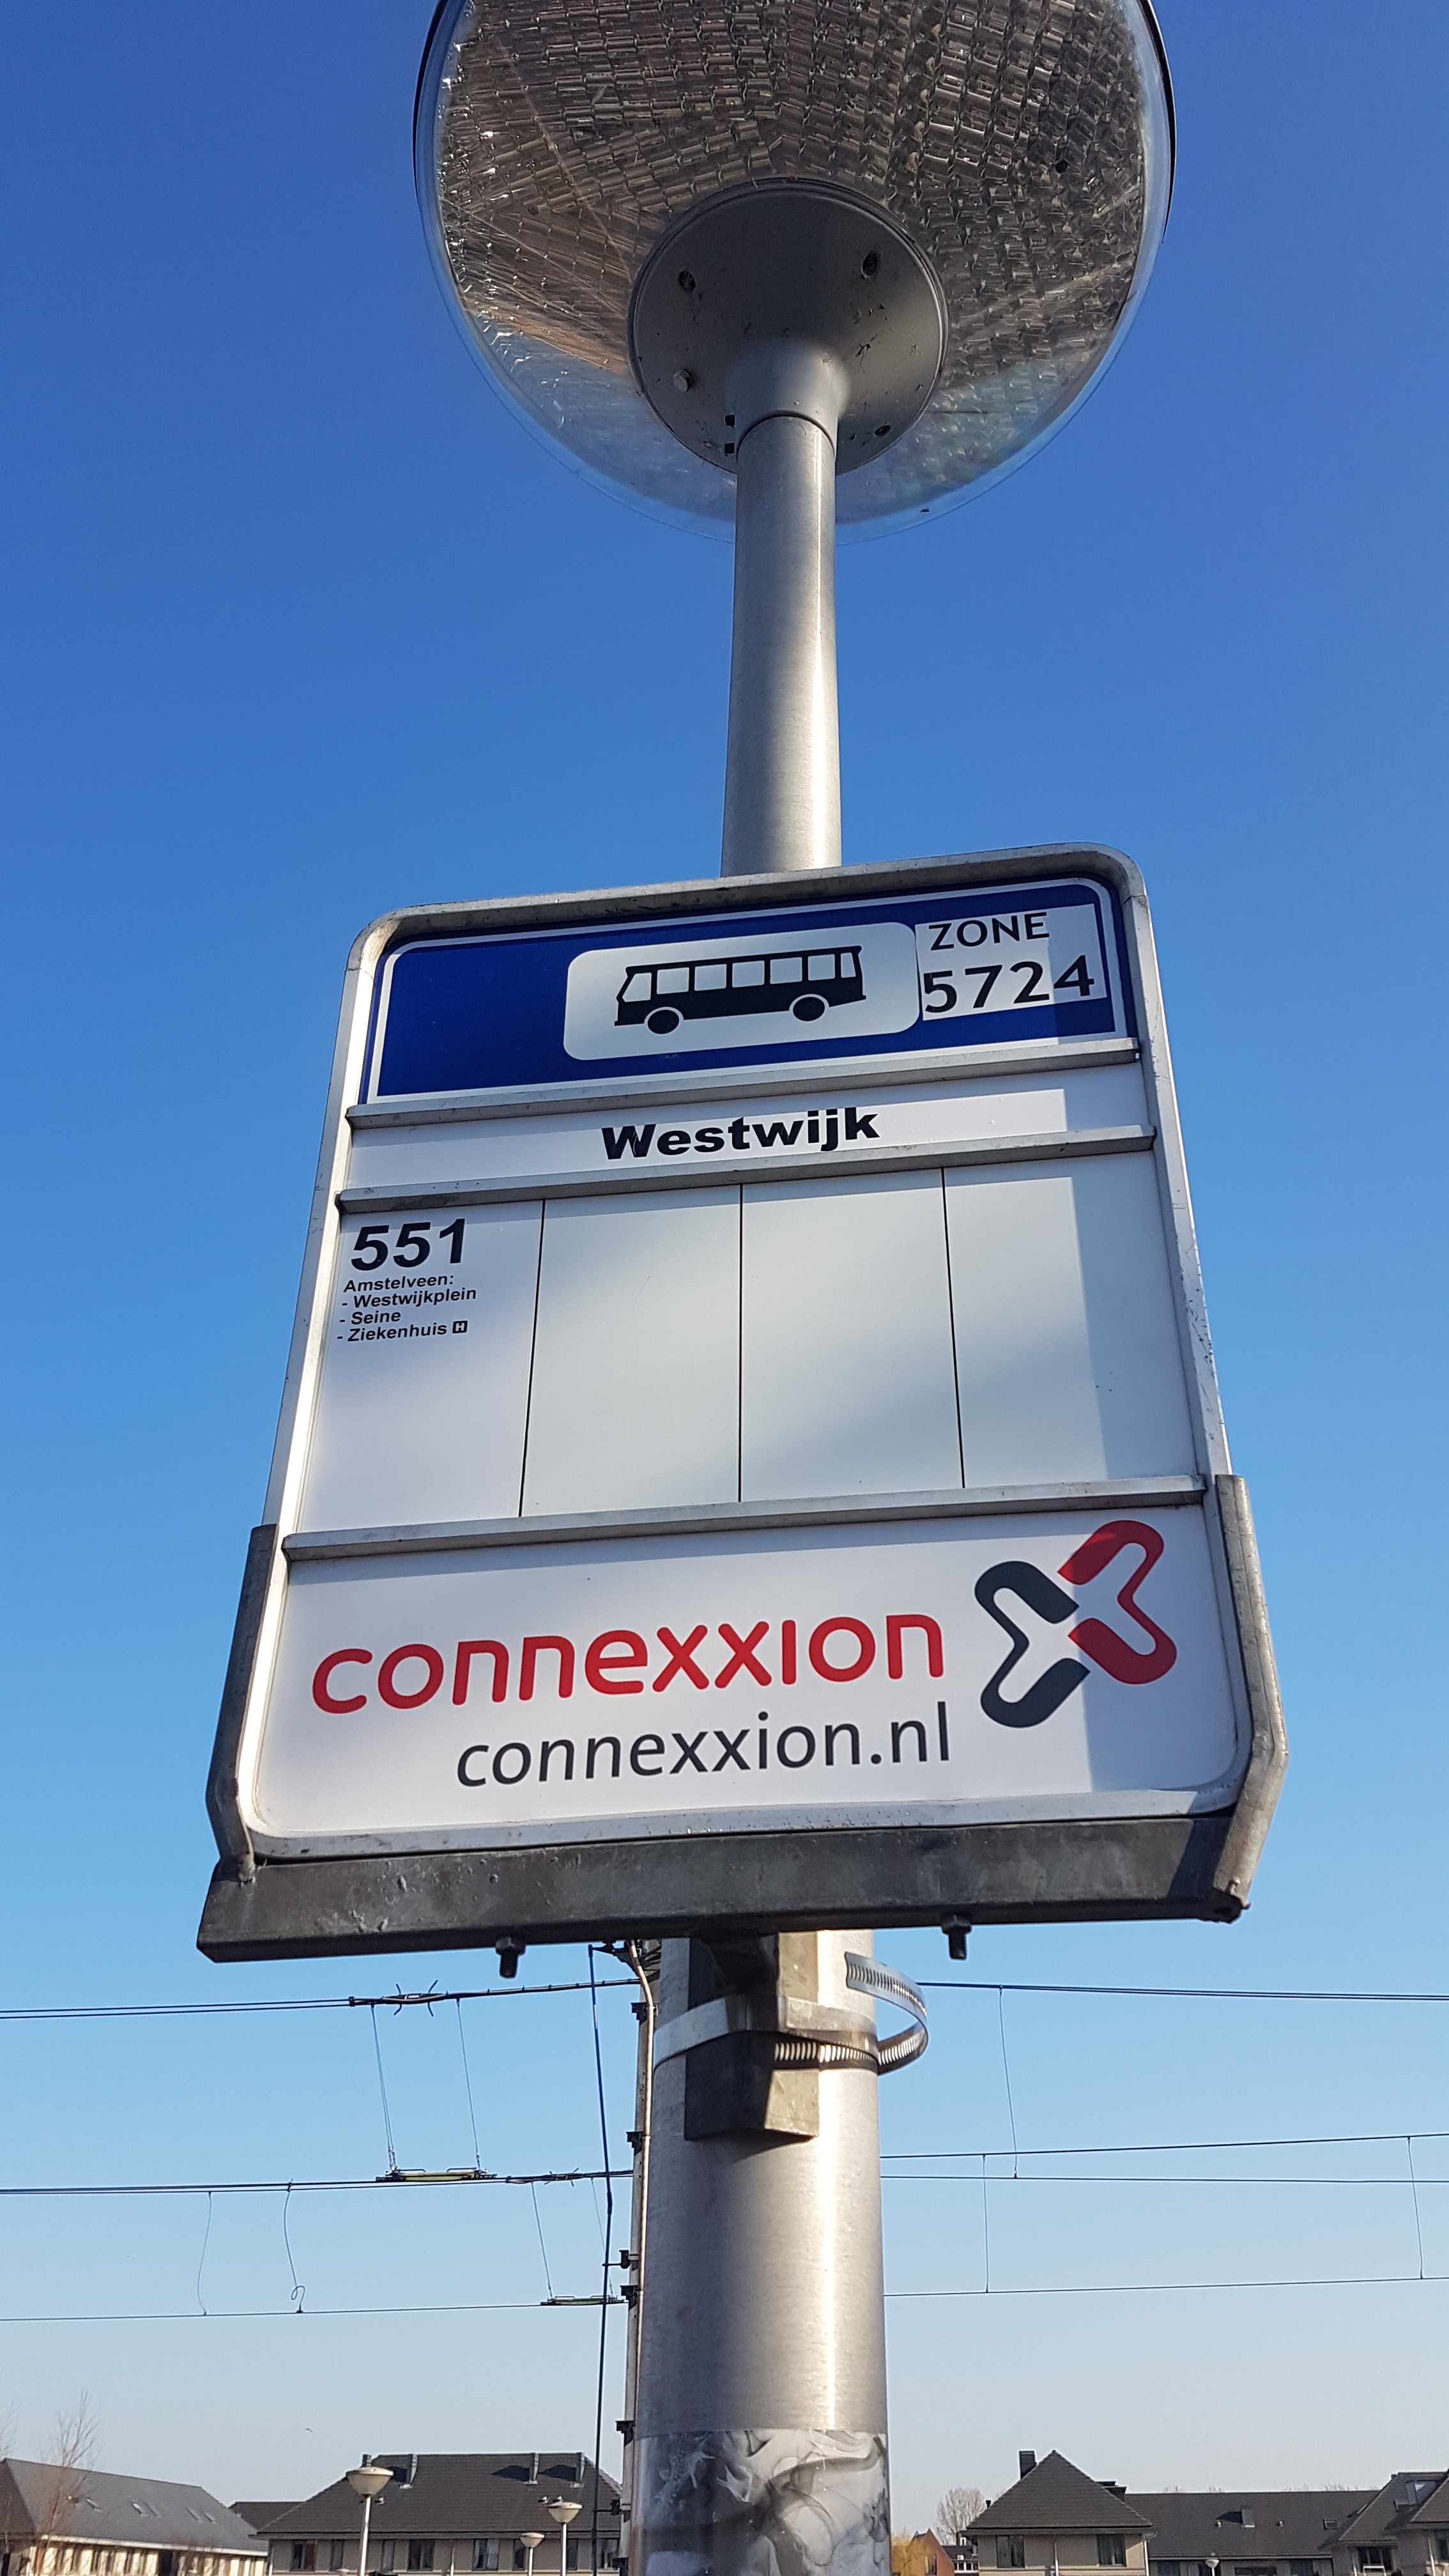 ZONE
5724
Westwijk
551
Amstelveen:
- Westwijkplein
- Seine
- Ziekenhuis H
connexxion
connexxion.nl